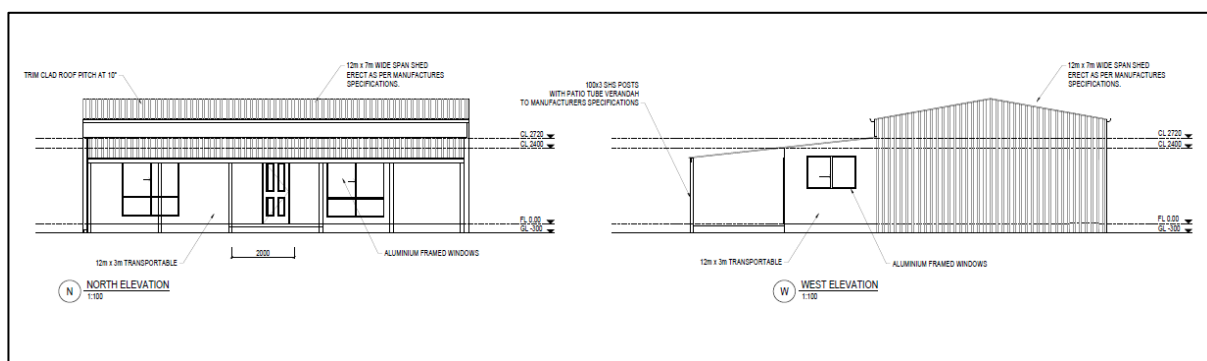 12m x 7m WIDE SPAN SHED
ERECT AS PER MANUFACTURES
SPECIFICATIONS.
TRIM CLAD ROOF PITCH AT 10°
CL 2720
CL 2400
FL 0.00
GL -300
12m x 3m TRANSPORTABLE
2000
ALUMINIUM FRAMED WINDOWS
N
NORTH ELEVATION
1:100
12m x 7m WIDE SPAN SHED
ERECT AS PER MANUFACTURES
SPECIFICATIONS.
100x3 SHS POSTS
WITH PATIO TUBE VERANDAH
TO MANUFACTURERS SPECIFICATIONS
CL 2720
CL 2400
FL 0.00
GL -300
12m x 3m TRANSPORTABLE
ALUMINIUM FRAMED WINDOWS
W
WEST ELEVATION
1:100